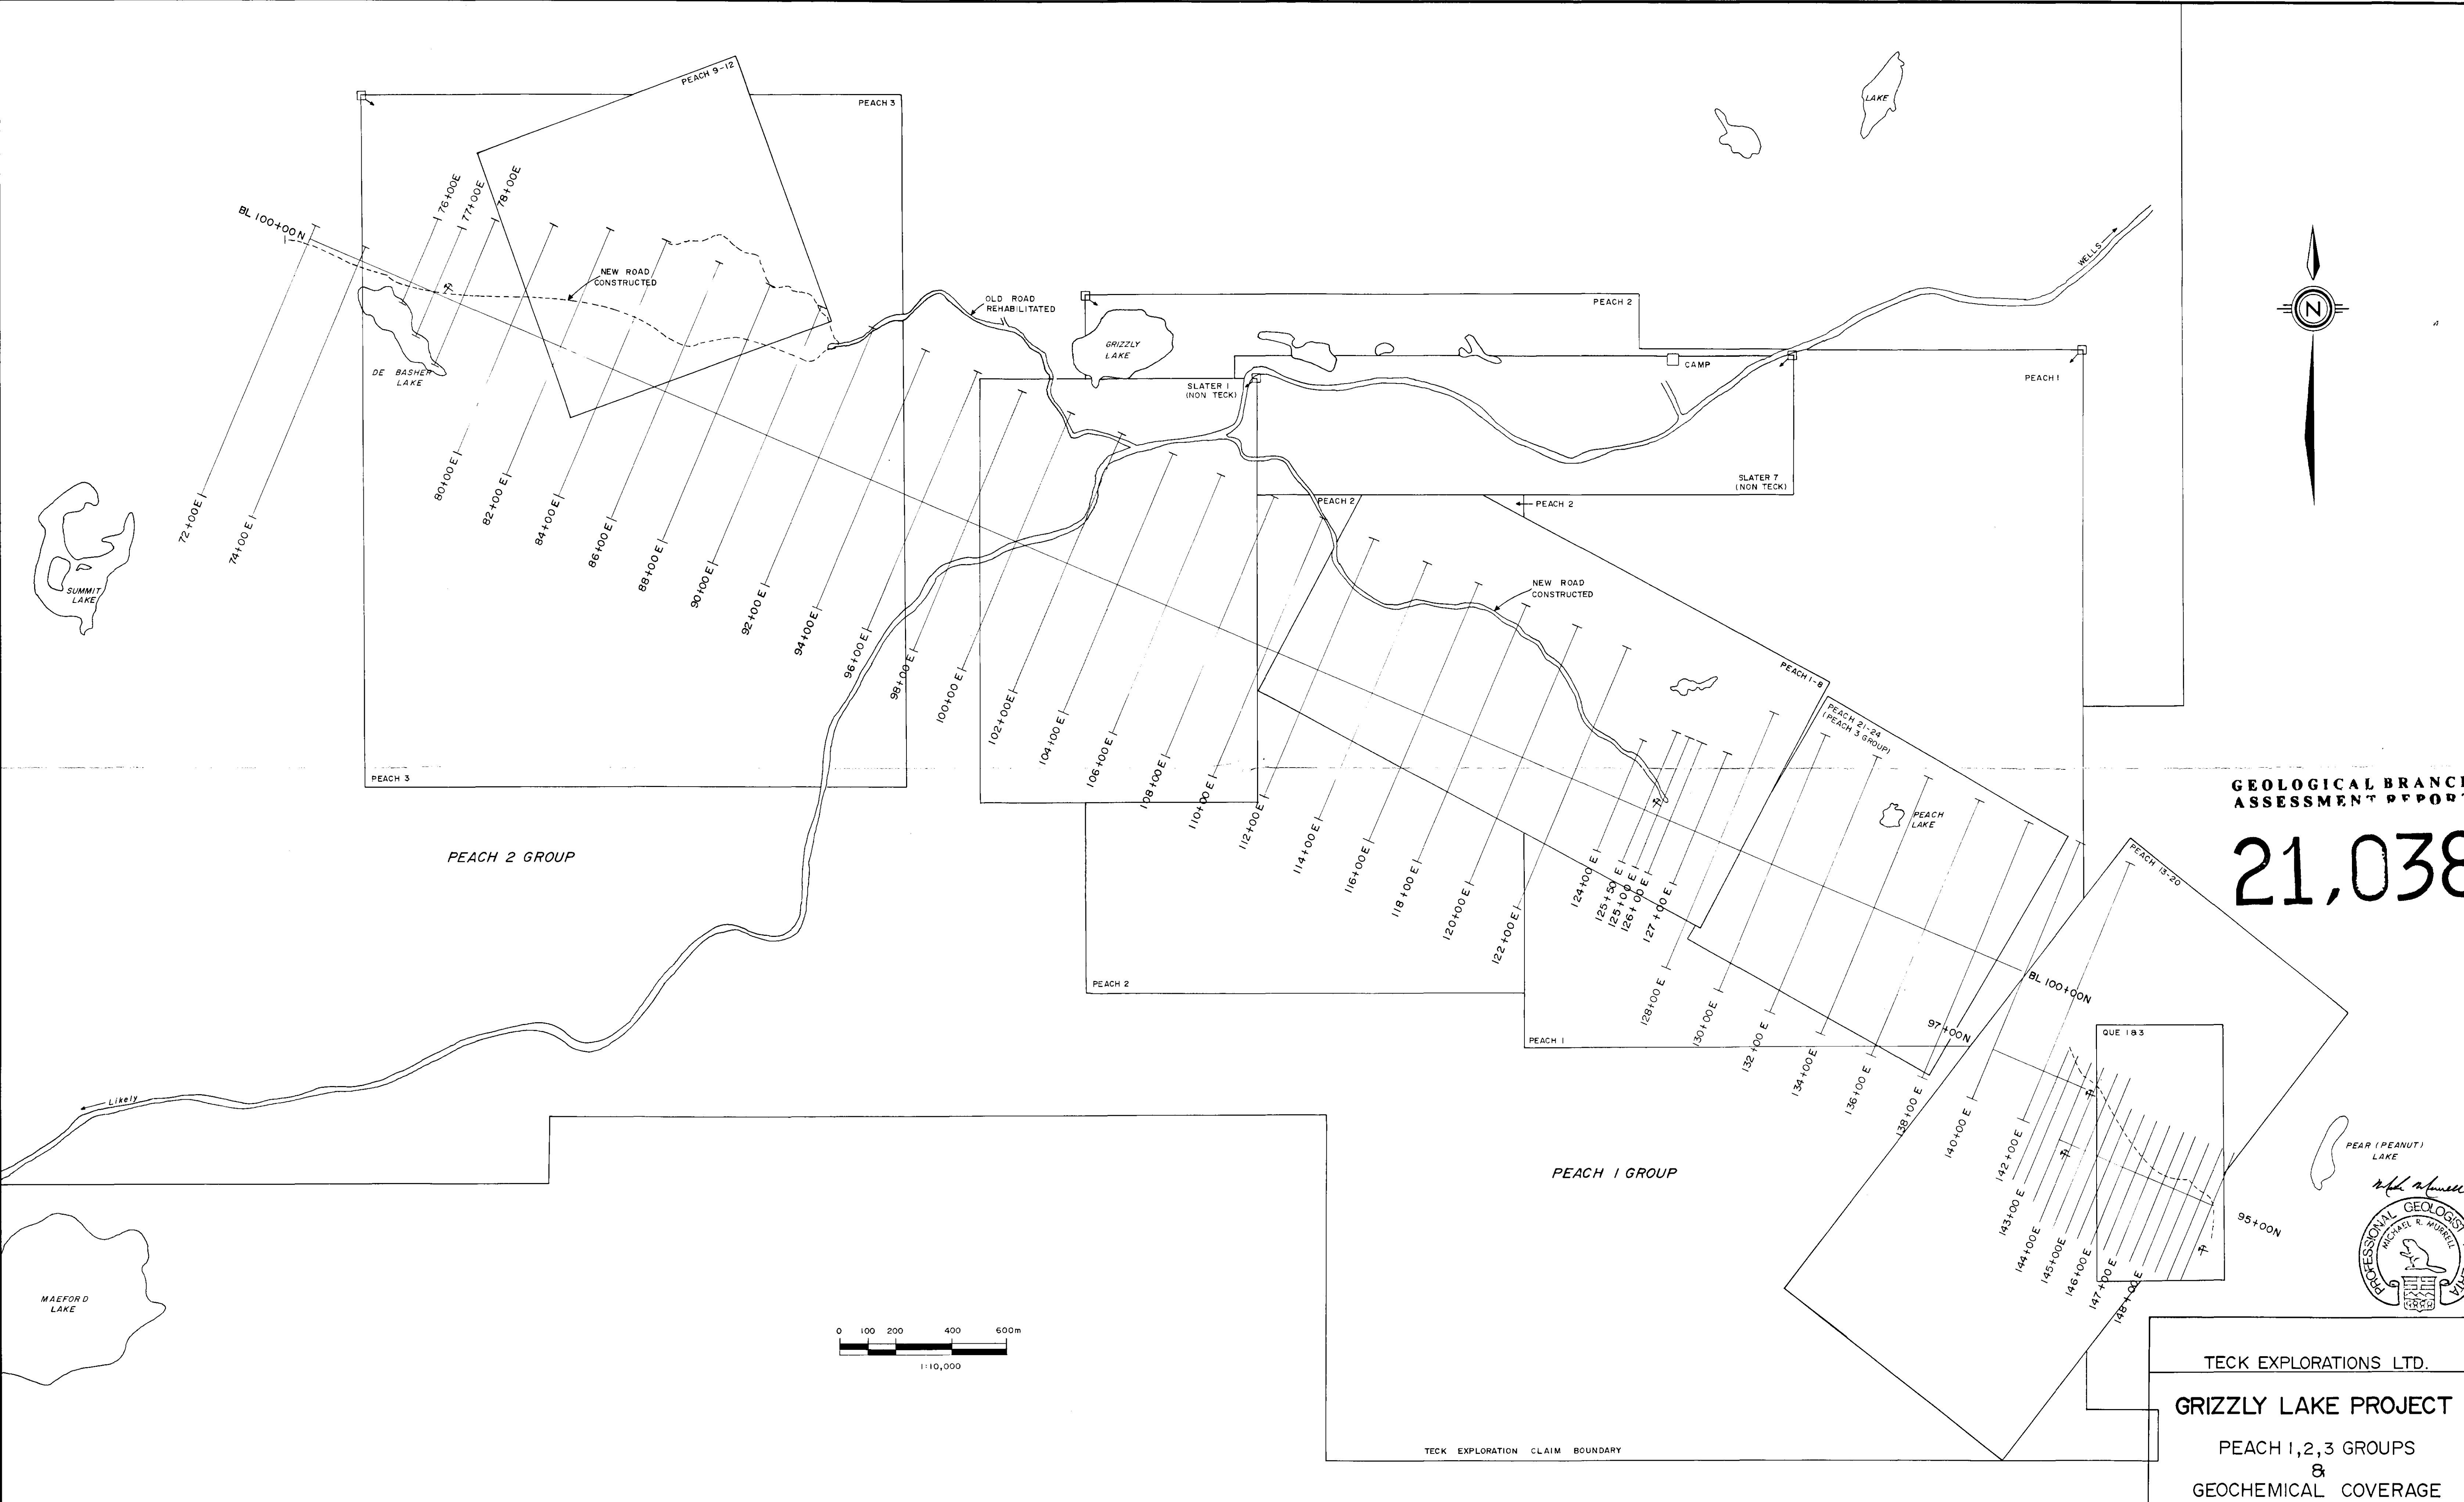 PEACH 9-12
PEACH 3
LAKE
76+00E
77+00E
78+00E
BL 100+00N
NEW ROAD
CONSTRUCTED
OLD ROAD
REHABILITATED
WELLS
PEACH 2
GRIZZLY
LAKE
DE BASHER
LAKE
SLATER 1
(NON TECK)
CAMP
PEACH 1
N
72+00E
74+00E
80+00E
82+00E
84+00E
86+00E
88+00E
90+00E
92+00E
94+00E
96+00E
98+00E
100+00E
102+00E
104+00E
106+00E
108+00E
110+00E
112+00E
114+00E
116+00E
118+00E
120+00E
122+00E
124+00E
125+50E
125+00E
126+00E
127+00E
128+00E
130+00E
132+00E
134+00E
136+00E
138+00E
140+00E
142+00E
143+00E
144+00E
145+00E
146+00E
147+00E
148+00E
SLATER 7
(NON TECK)
PEACH 2
PEACH 2
SUMMIT
LAKE
NEW ROAD
CONSTRUCTED
PEACH 1-8
PEACH 21-24
(PEACH 3 GROUP)
PEACH 3
GEOLOGICAL BRANCH
ASSESSMENT REPORT
21,038
PEACH
LAKE
PEACH 13-20
PEACH 2 GROUP
PEACH 2
BL 100+00N
97+00N
PEACH 1
QUE 1&3
Likely
PEAR (PEANUT)
LAKE
PEACH 1 GROUP
95+00N
PROFESSIONAL GEOLOGIST
MICHAEL R. MURRELL
MAEFORD
LAKE
0 100 200 400 600m
1:10,000
TECK EXPLORATION CLAIM BOUNDARY
TECK EXPLORATIONS LTD.
GRIZZLY LAKE PROJECT
PEACH 1,2,3 GROUPS
&
GEOCHEMICAL COVERAGE